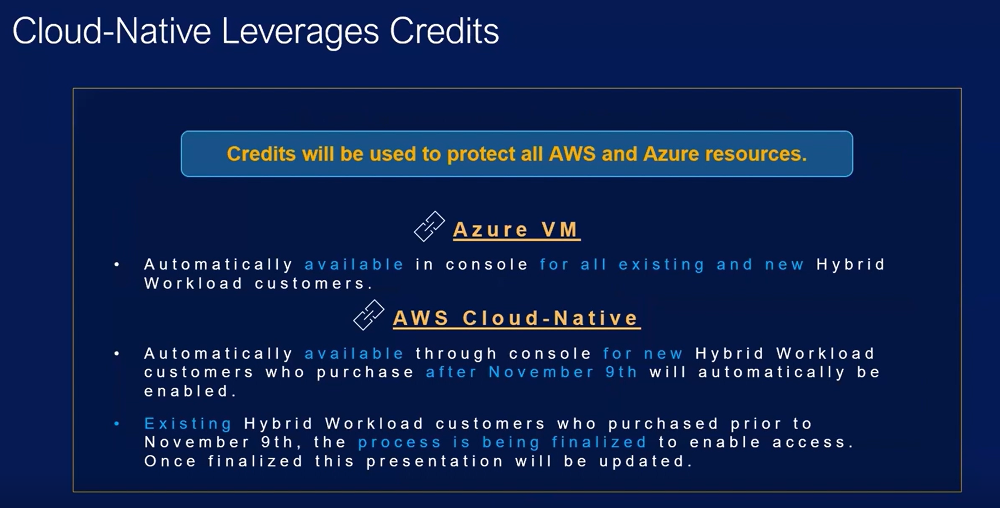 Cloud-Native Leverages Credits
Credits will be used to protect all AWS and Azure resources.
Azure VM
• Automatically available in console for all existing and new Hybrid
Workload customers.
AWS Cloud-Native
• Automatically available through console for new Hybrid Workload
customers who purchase after November 9th will automatically be
enabled.
• Existing Hybrid Workload customers who purchased prior to
November 9th, the process is being finalized to enable access.
Once finalized this presentation will be updated.